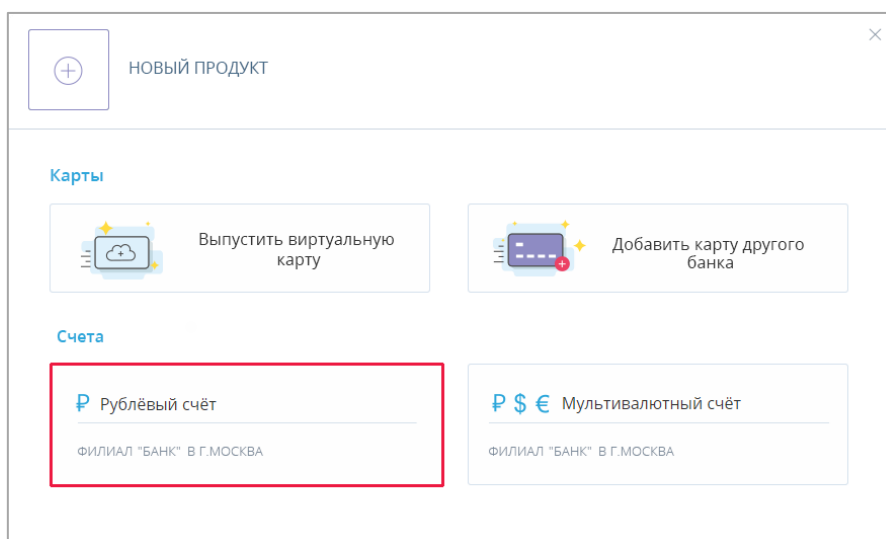 НОВЫЙ ПРОДУКТ
Карты
Выпустить виртуальную
карту
Добавить карту другого
банка
Счета
₽ Рублёвый счёт
ФИЛИАЛ "БАНК" В Г.МОСКВА
₽ $ € Мультивалютный счёт
ФИЛИАЛ "БАНК" В Г.МОСКВА